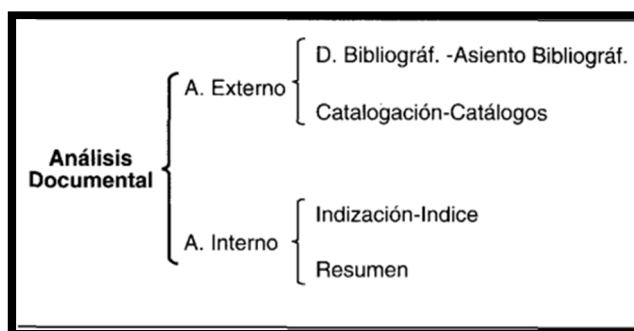 D. Bibliográf. -Asiento Bibliográf.
A. Externo
Catalogación-Catálogos
Análisis
Documental
Indización-Indice
A. Interno
Resumen